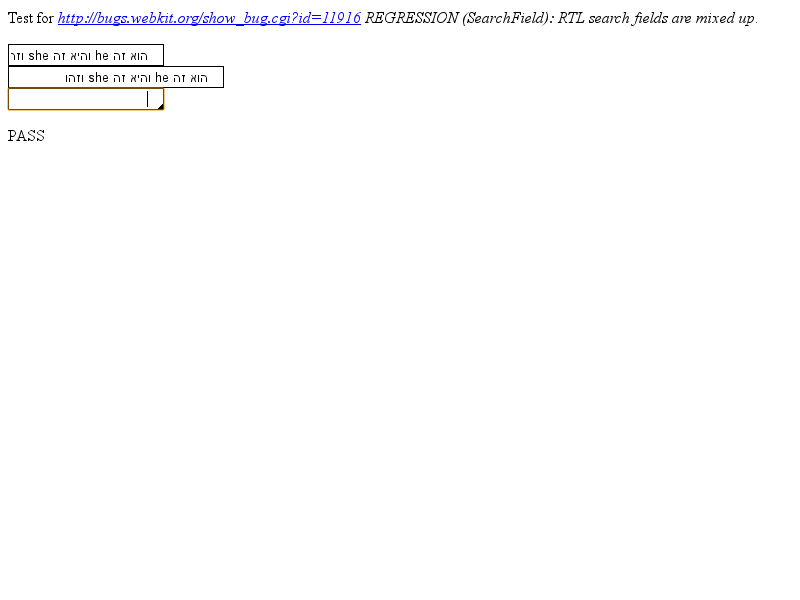 Test for http://bugs.webkit.org/show_bug.cgi?id=11916 REGRESSION (SearchField): RTL search fields are mixed up.
הוא זה he והיא זה she וזה
הוא זה he והיא זה she וזהו
PASS